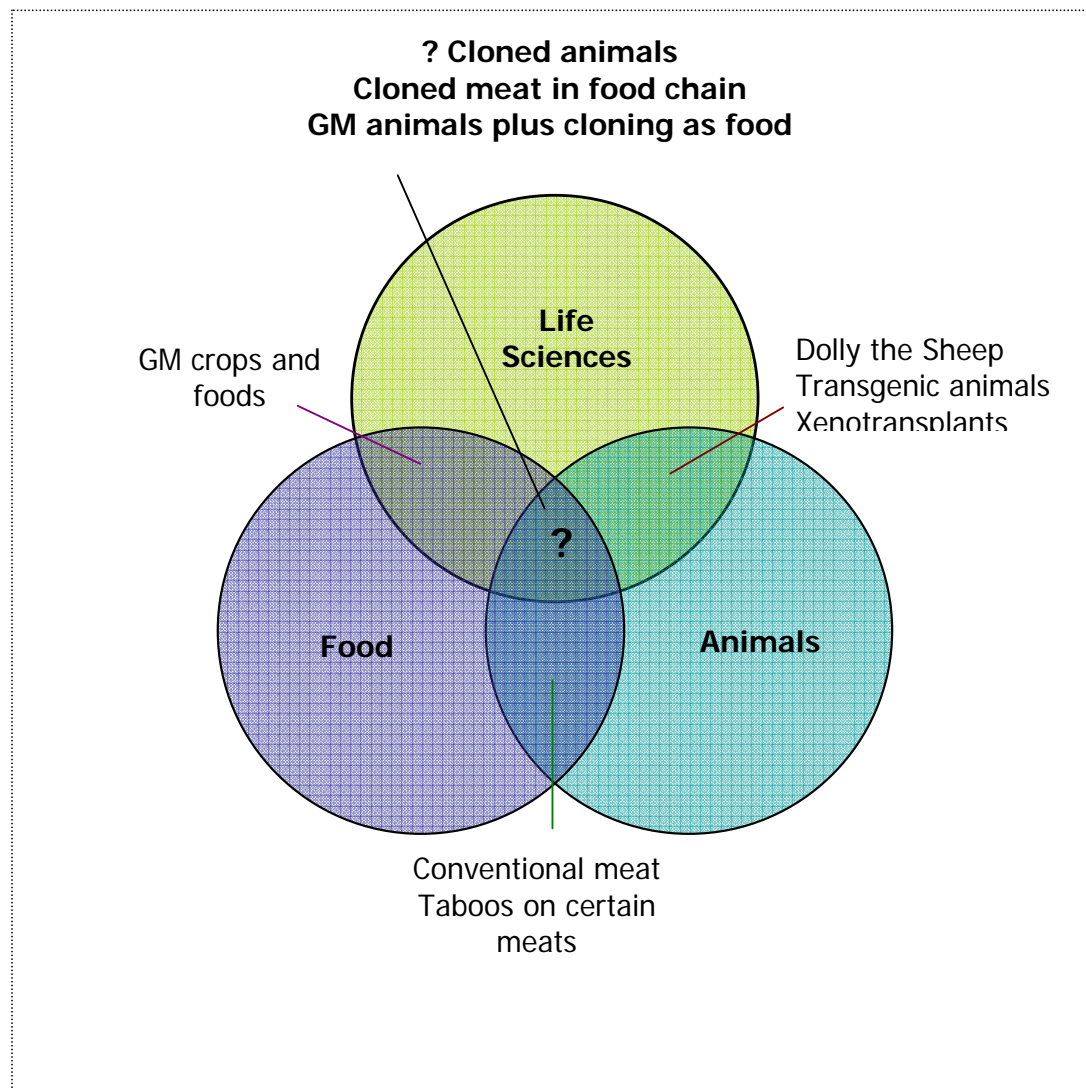 ? Cloned animals
Cloned meat in food chain
GM animals plus cloning as food
Life
Sciences
GM crops and
foods
Dolly the Sheep
Transgenic animals
Xenotransplants
?
Food
Animals
Conventional meat
Taboos on certain
meats